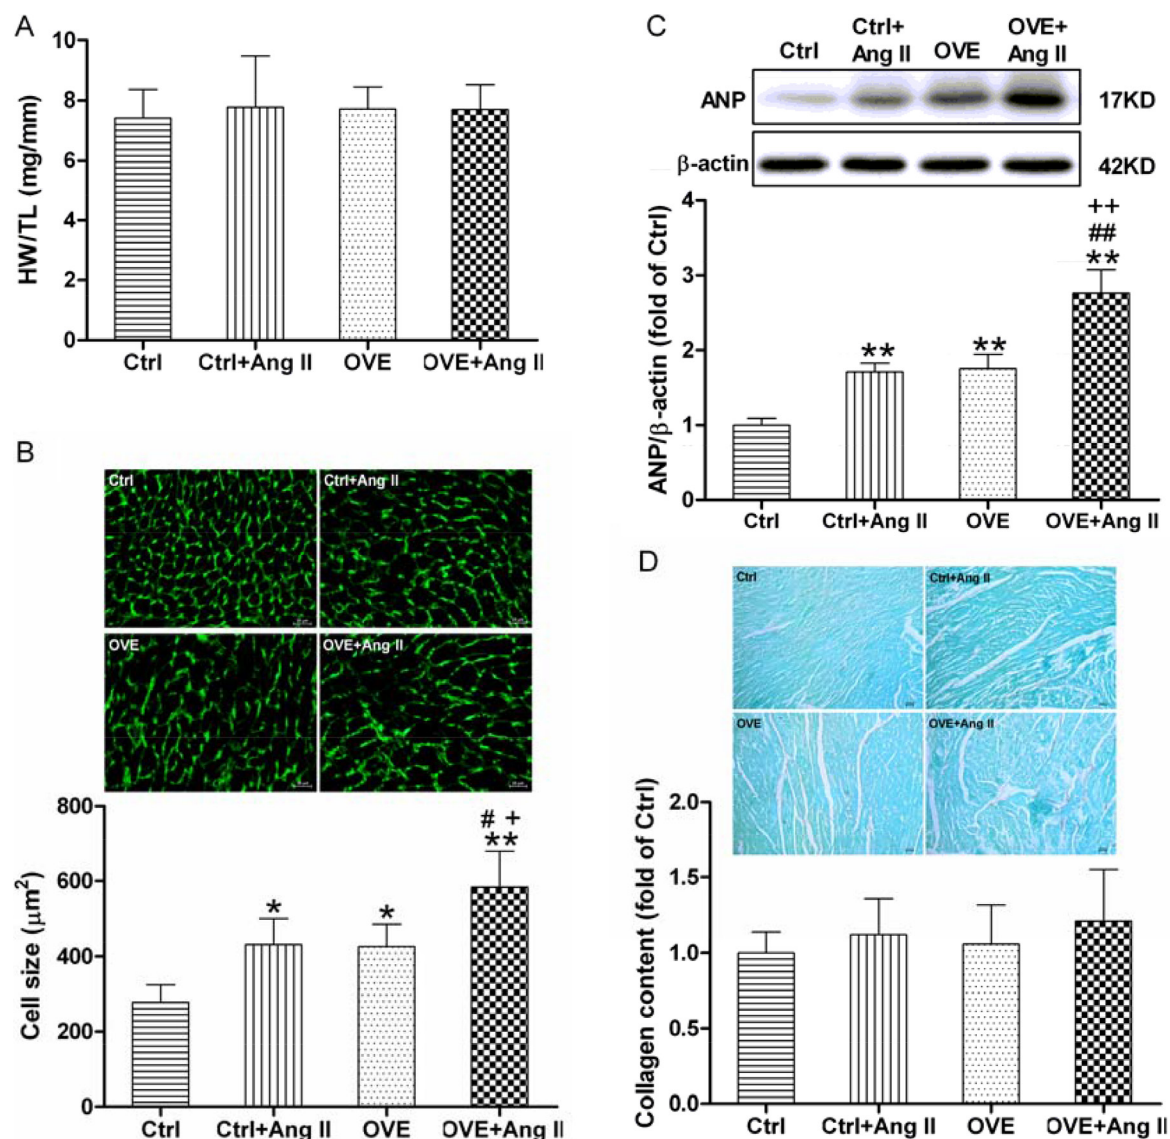 A
HW/TL (mg/mm)
10
8
6
4
2
0
Ctrl
Ctrl+Ang II
OVE
OVE+Ang II
B
Ctrl
Ctrl+Ang II
OVE
OVE+Ang II
Cell size (μm²)
800
600
400
200
0
*
*
# +
**
Ctrl
Ctrl+Ang II
OVE
OVE+Ang II
C
Ctrl
Ctrl+
Ang II
OVE
OVE+
Ang II
ANP
17KD
β-actin
42KD
ANP/β-actin (fold of Ctrl)
4
3
2
1
0
**
**
++
##
**
Ctrl
Ctrl+Ang II
OVE
OVE+Ang II
D
Ctrl
Ctrl+Ang II
OVE
OVE+Ang II
Collagen content (fold of Ctrl)
2.0
1.5
1.0
0.5
0.0
Ctrl
Ctrl+Ang II
OVE
OVE+Ang II